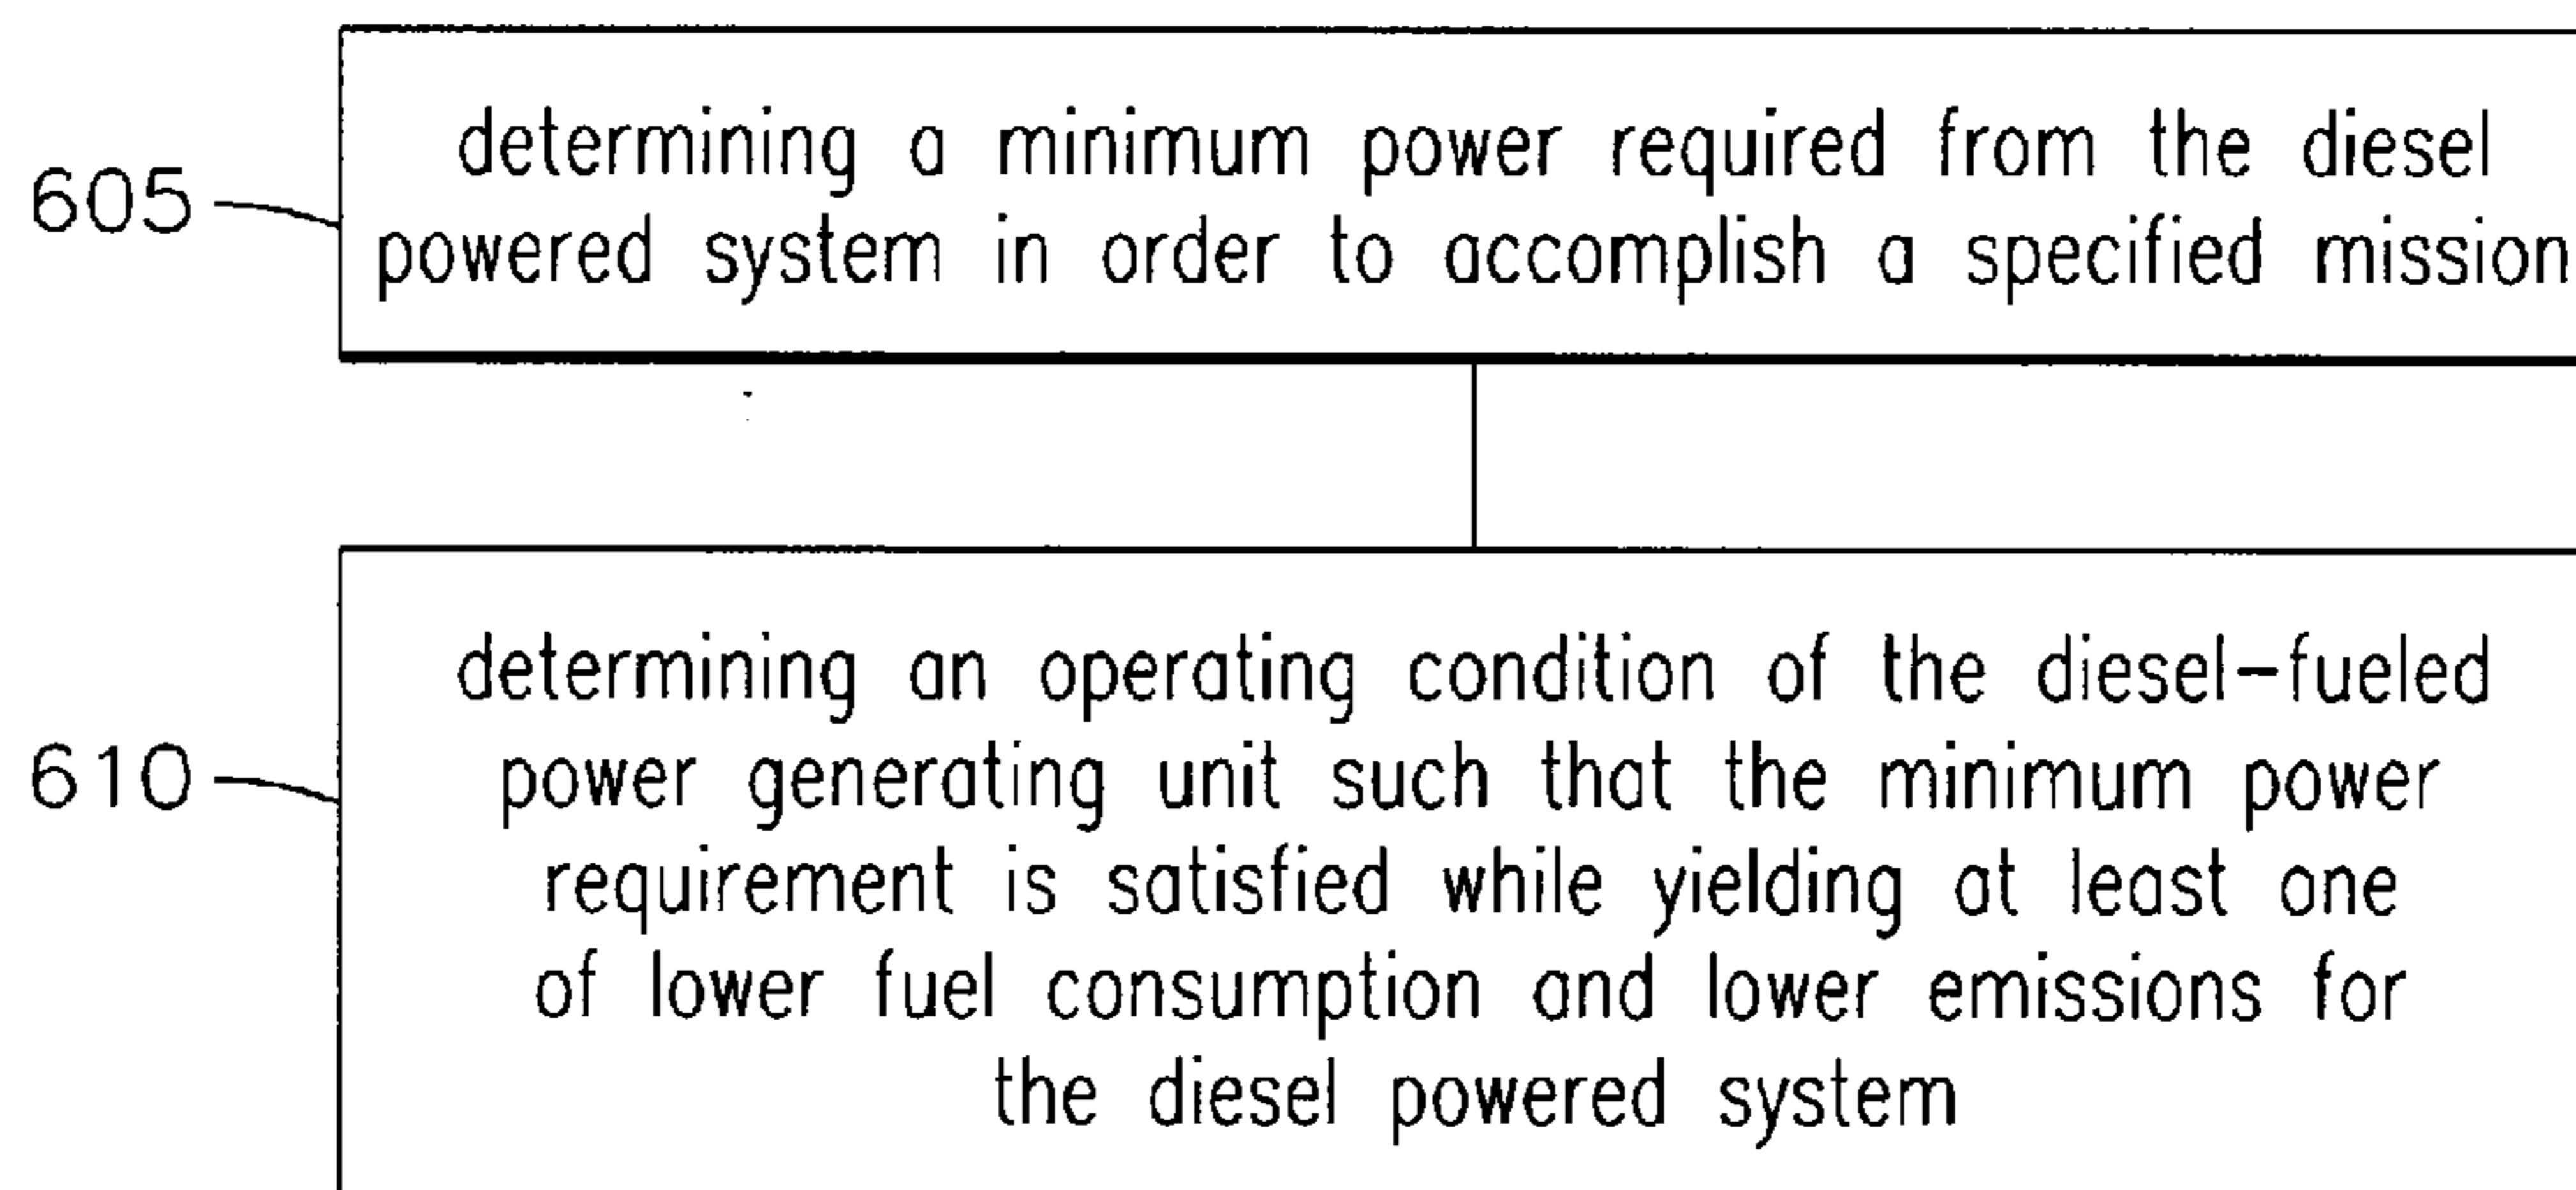 determining a minimum power required from the diesel
605
powered system in order to accomplish a specified mission
determining an operating condition of the diesel-fueled
610
power generating unit such that the minimum power
requirement is satisfied while yielding at least one
of lower fuel consumption and lower emissions for
the diesel powered system